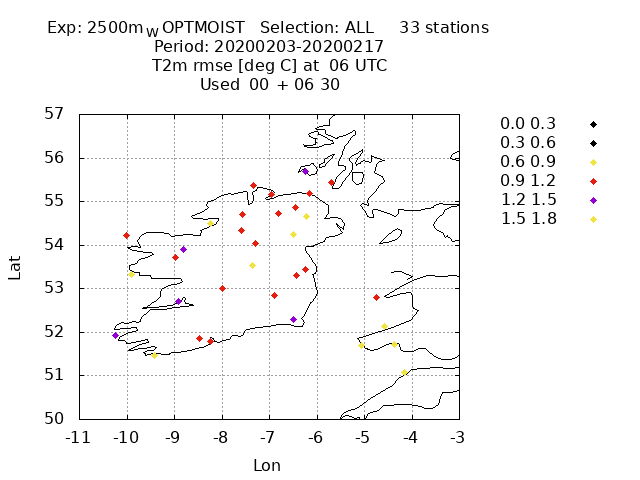 Exp: 2500mW OPTMOIST Selection: ALL 33 stations
Period: 20200203-20200217
T2m rmse [deg C] at 06 UTC
Used 00 + 06 30
57
56
55
54
53
52
51
50
-11 -10 -9 -8 -7 -6 -5 -4 -3
Lat
Lon
0.0 0.3
0.3 0.6
0.6 0.9
0.9 1.2
1.2 1.5
1.5 1.8